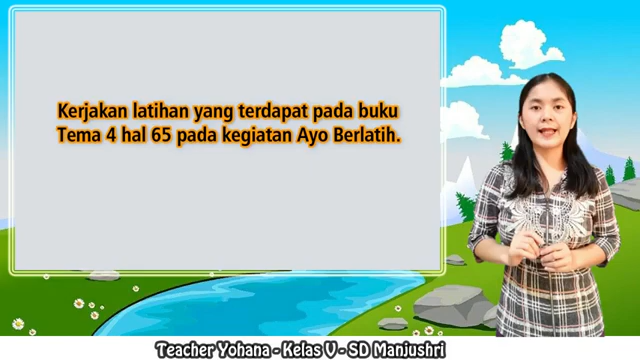 Kerjakan latihan yang terdapat pada buku
Tema 4 hal 65 pada kegiatan Ayo Berlatih.
Teacher Yohana - Kelas V - SD Manjushri